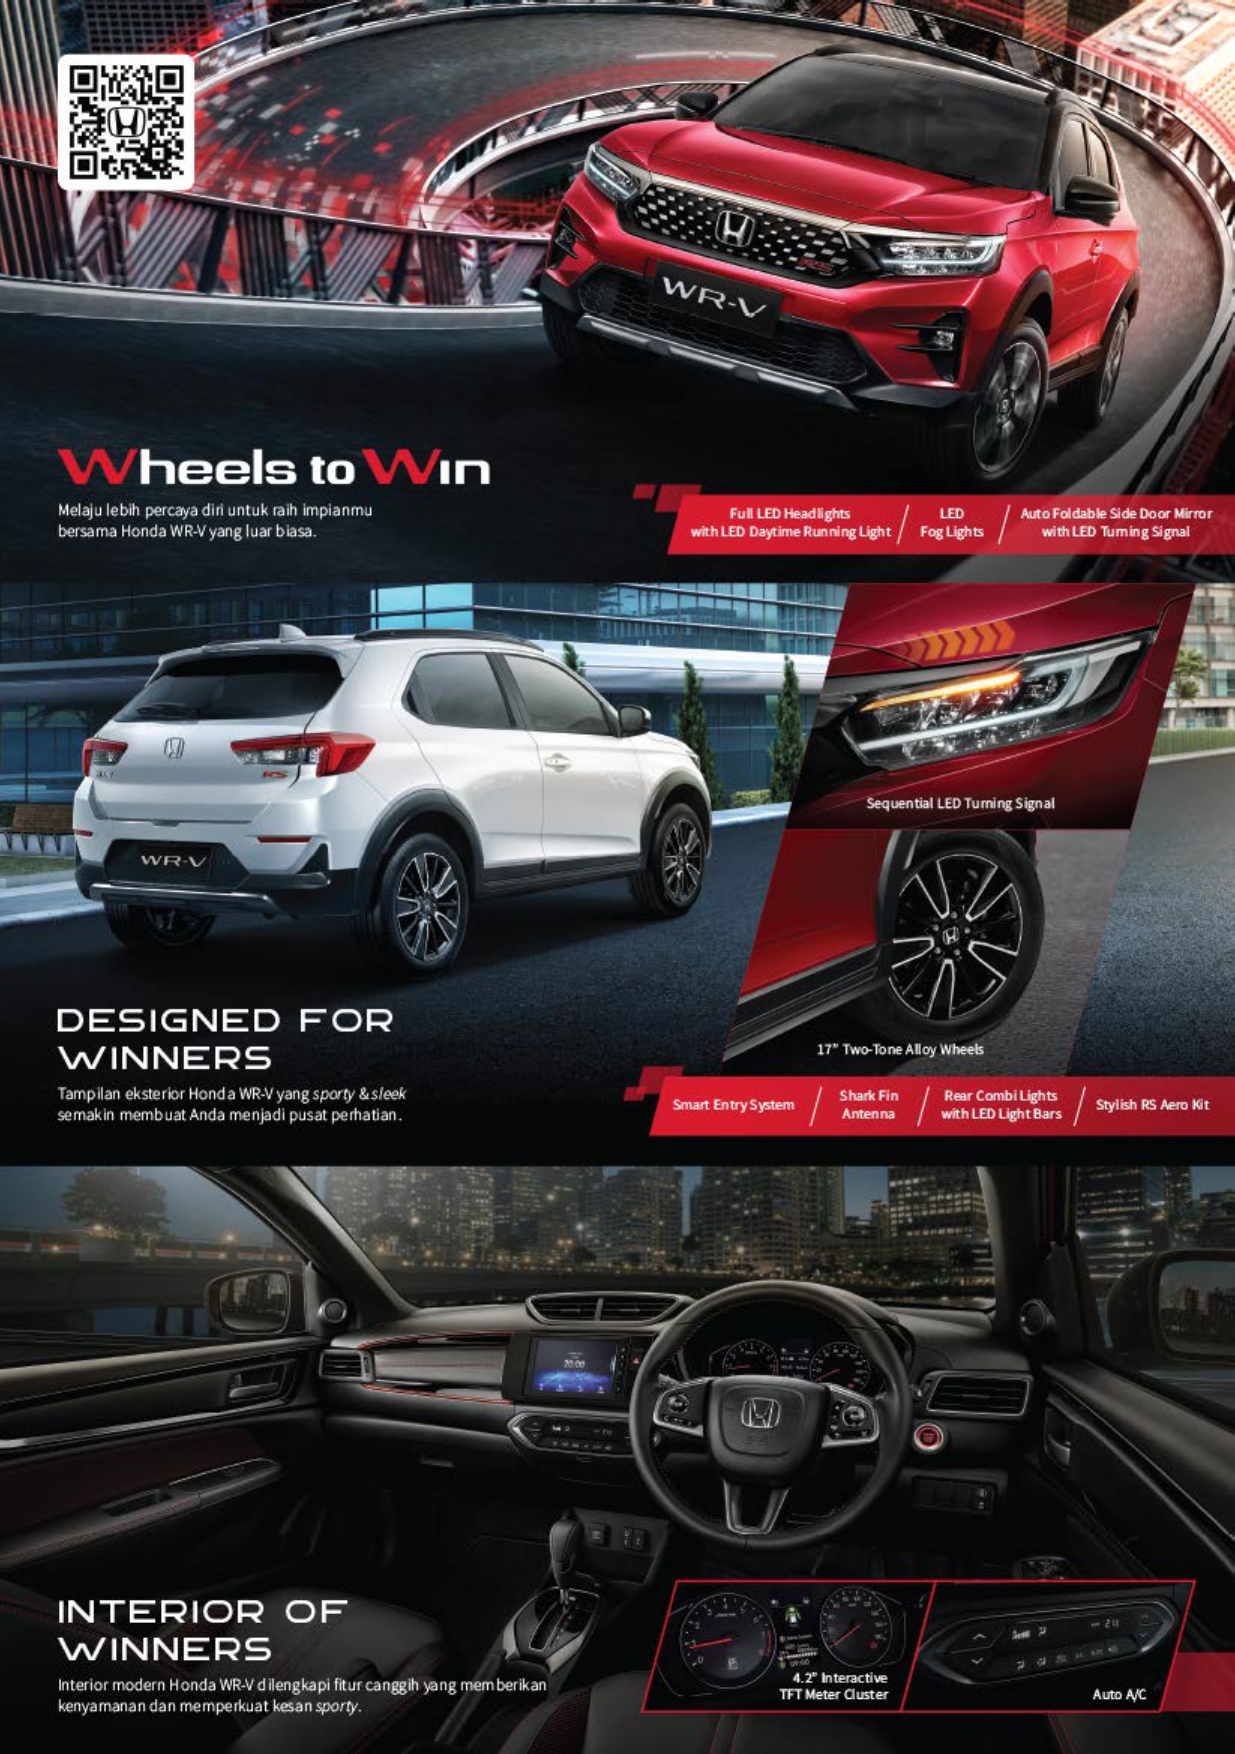 WR-V
RS
Wheels to Win
Melaju lebih percaya diri untuk raih impianmu
bersama Honda WR-V yang luar biasa.
Full LED Headlights
with LED Daytime Running Light
LED
Fog Lights
Auto Foldable Side Door Mirror
with LED Turning Signal
RS
WR-V
Sequential LED Turning Signal
17" Two-Tone Alloy Wheels
DESIGNED FOR
WINNERS
Tampilan eksterior Honda WR-V yang sporty & sleek
semakin membuat Anda menjadi pusat perhatian.
Smart Entry System
Shark Fin
Antenna
Rear Combi Lights
with LED Light Bars
Stylish RS Aero Kit
20:00
INTERIOR OF
WINNERS
Interior modern Honda WR-V dilengkapi fitur canggih yang memberikan
kenyamanan dan memperkuat kesan sporty.
4.2" Interactive
TFT Meter Cluster
Auto A/C